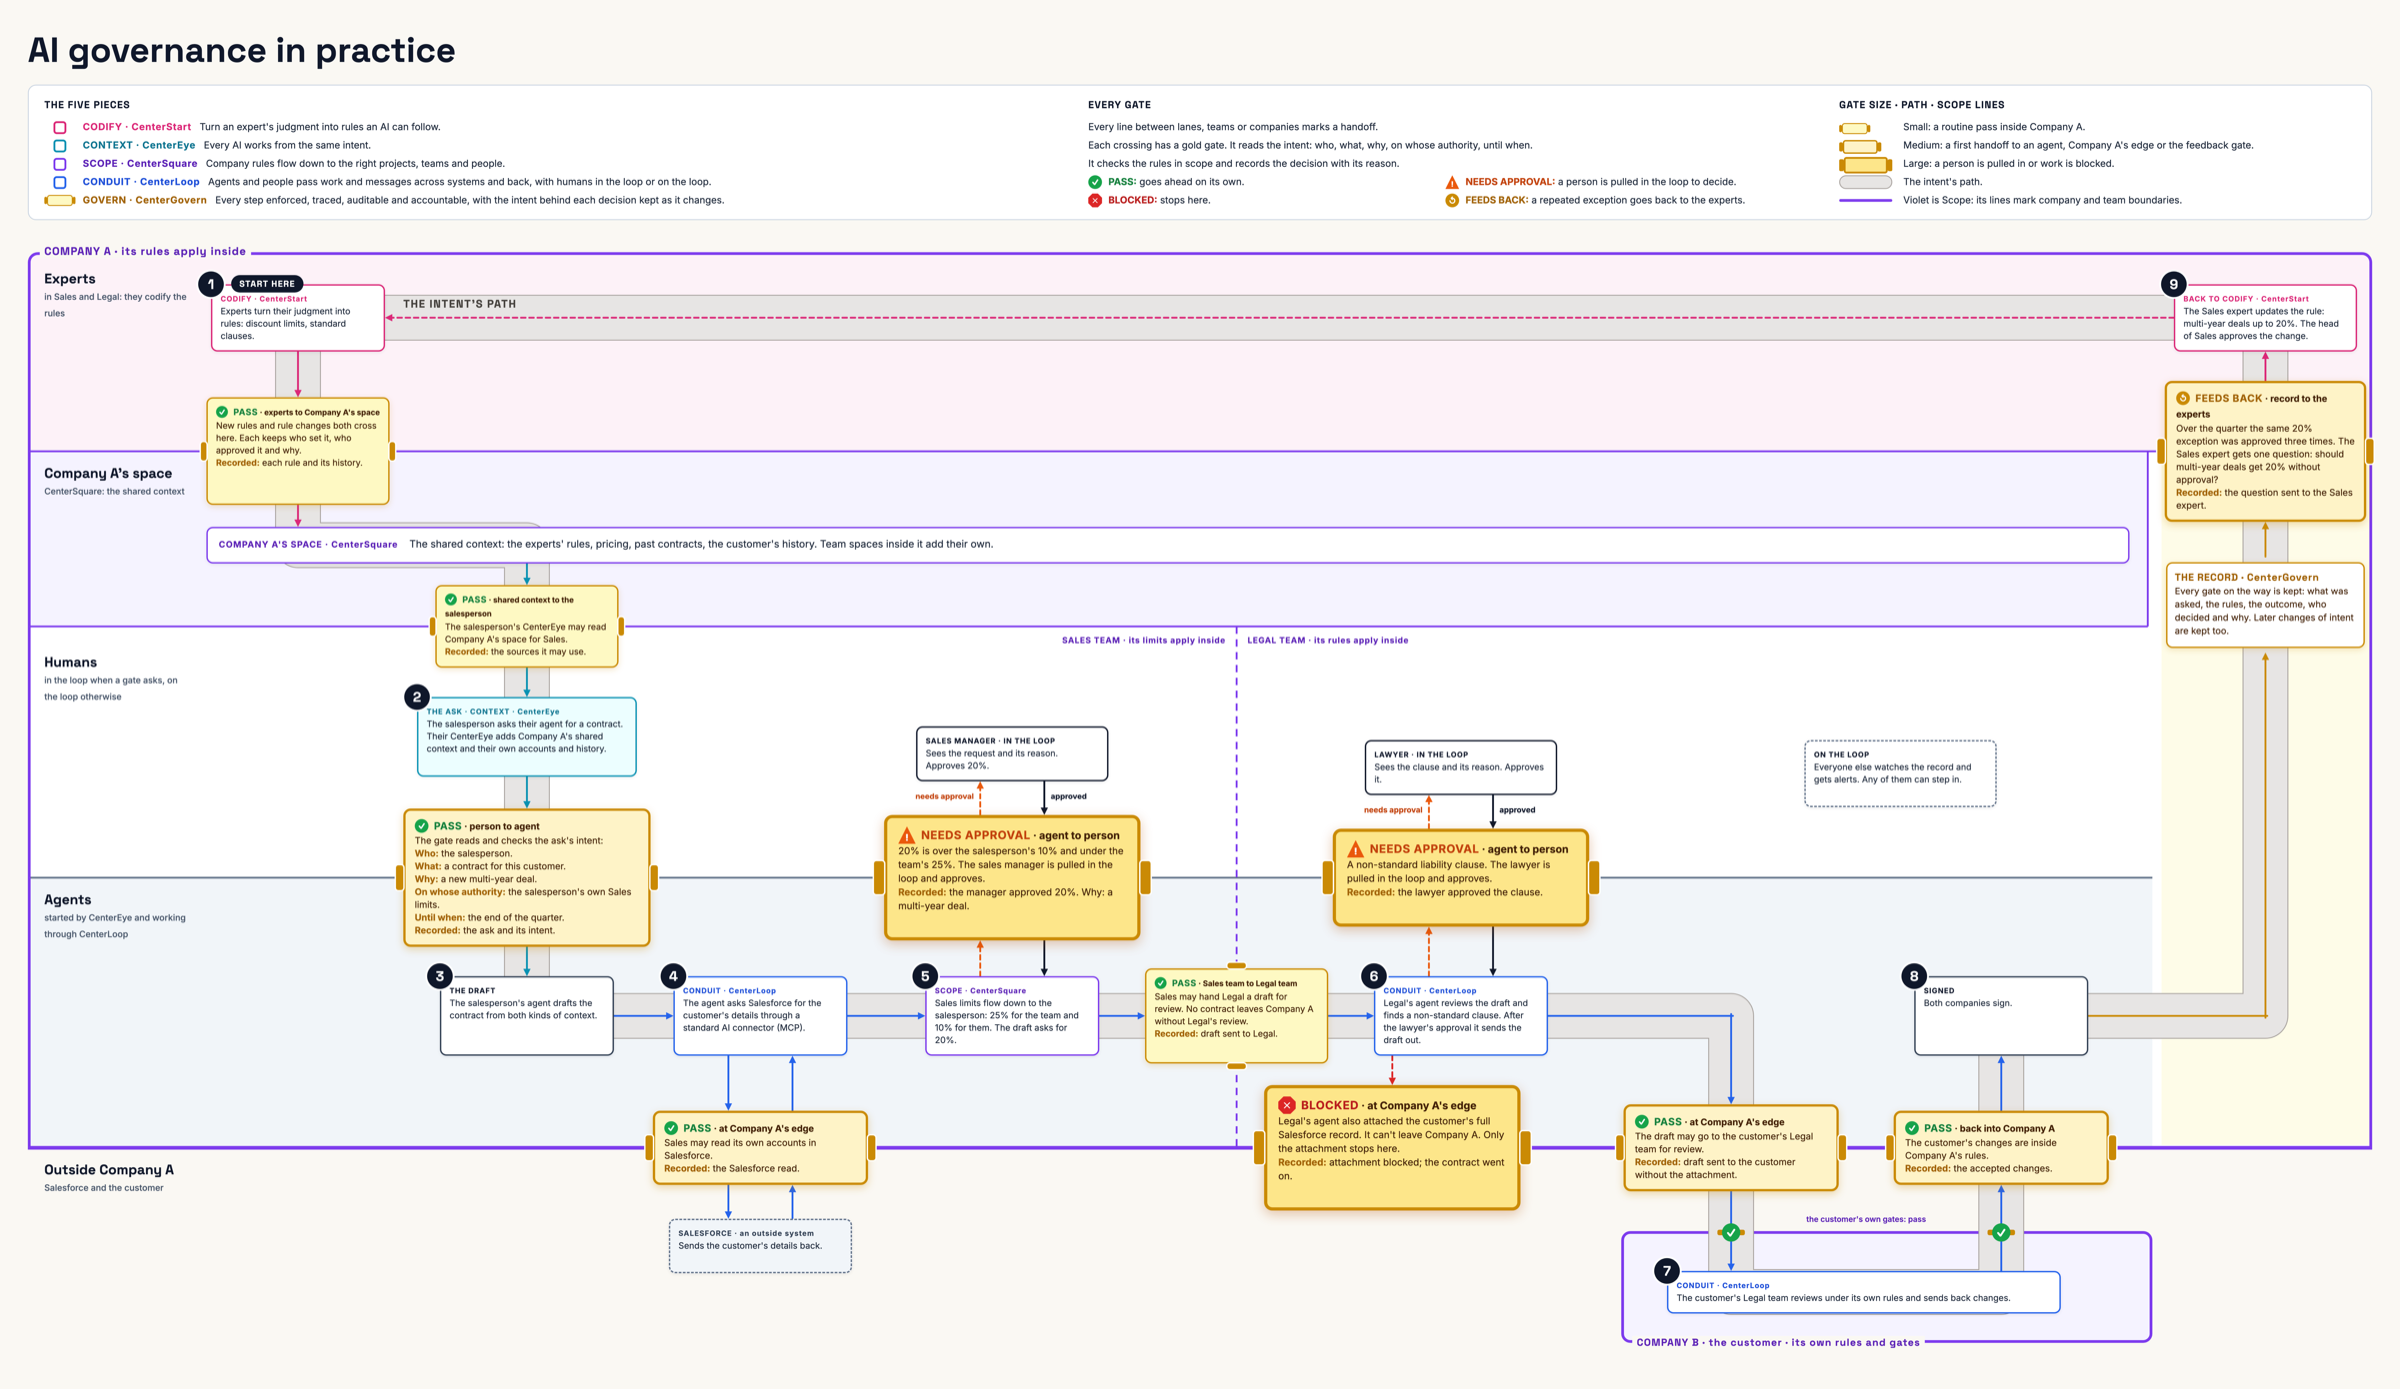 AI governance in practice
THE FIVE PIECES
CODIFY · CenterStart Turn an expert's judgment into rules an AI can follow.
CONTEXT · CenterEye Every AI works from the same intent.
SCOPE · CenterSquare Company rules flow down to the right projects, teams and people.
CONDUIT · CenterLoop Agents and people pass work and messages across systems and back, with humans in the loop or on the loop.
GOVERN · CenterGovern Every step enforced, traced, auditable and accountable, with the intent behind each decision kept as it changes.
EVERY GATE
Every line between lanes, teams or companies marks a handoff.
Each crossing has a gold gate. It reads the intent: who, what, why, on whose authority, until when.
It checks the rules in scope and records the decision with its reason.
PASS: goes ahead on its own.
NEEDS APPROVAL: a person is pulled in the loop to decide.
BLOCKED: stops here.
FEEDS BACK: a repeated exception goes back to the experts.
GATE SIZE · PATH · SCOPE LINES
Small: a routine pass inside Company A.
Medium: a first handoff to an agent, Company A's edge or the feedback gate.
Large: a person is pulled in or work is blocked.
The intent's path.
Violet is Scope: its lines mark company and team boundaries.
COMPANY A · its rules apply inside
Experts
in Sales and Legal: they codify the
rules
1
START HERE
CODIFY · CenterStart
Experts turn their judgment into
rules: discount limits, standard
clauses.
THE INTENT'S PATH
9
BACK TO CODIFY · CenterStart
The Sales expert updates the rule:
multi-year deals up to 20%. The head
of Sales approves the change.
PASS · experts to Company A's space
New rules and rule changes both cross
here. Each keeps who set it, who
approved it and why.
Recorded: each rule and its history.
FEEDS BACK · record to the
experts
Over the quarter the same 20%
exception was approved three times. The
Sales expert gets one question: should
multi-year deals get 20% without
approval?
Recorded: the question sent to the Sales
expert.
Company A's space
CenterSquare: the shared context
COMPANY A'S SPACE · CenterSquare The shared context: the experts' rules, pricing, past contracts, the customer's history. Team spaces inside it add their own.
PASS · shared context to the
salesperson
The salesperson's CenterEye may read
Company A's space for Sales.
Recorded: the sources it may use.
THE RECORD · CenterGovern
Every gate on the way is kept: what was
asked, the rules, the outcome, who
decided and why. Later changes of intent
are kept too.
SALES TEAM · its limits apply inside
LEGAL TEAM · its rules apply inside
Humans
in the loop when a gate asks, on
the loop otherwise
2
THE ASK · CONTEXT · CenterEye
The salesperson asks their agent for a contract.
Their CenterEye adds Company A's shared
context and their own accounts and history.
SALES MANAGER · IN THE LOOP
Sees the request and its reason.
Approves 20%.
LAWYER · IN THE LOOP
Sees the clause and its reason. Approves
it.
ON THE LOOP
Everyone else watches the record and
gets alerts. Any of them can step in.
needs approval
approved
needs approval
approved
PASS · person to agent
The gate reads and checks the ask's intent:
Who: the salesperson.
What: a contract for this customer.
Why: a new multi-year deal.
On whose authority: the salesperson's own Sales
limits.
Until when: the end of the quarter.
Recorded: the ask and its intent.
NEEDS APPROVAL · agent to person
20% is over the salesperson's 10% and under the
team's 25%. The sales manager is pulled in the
loop and approves.
Recorded: the manager approved 20%. Why: a
multi-year deal.
NEEDS APPROVAL · agent to person
A non-standard liability clause. The lawyer is
pulled in the loop and approves.
Recorded: the lawyer approved the clause.
Agents
started by CenterEye and working
through CenterLoop
3
THE DRAFT
The salesperson's agent drafts the
contract from both kinds of context.
4
CONDUIT · CenterLoop
The agent asks Salesforce for the
customer's details through a
standard AI connector (MCP).
5
SCOPE · CenterSquare
Sales limits flow down to the
salesperson: 25% for the team and
10% for them. The draft asks for
20%.
PASS · Sales team to Legal team
Sales may hand Legal a draft for
review. No contract leaves Company A
without Legal's review.
Recorded: draft sent to Legal.
6
CONDUIT · CenterLoop
Legal's agent reviews the draft and
finds a non-standard clause. After
the lawyer's approval it sends the
draft out.
8
SIGNED
Both companies sign.
PASS · at Company A's edge
Sales may read its own accounts in
Salesforce.
Recorded: the Salesforce read.
BLOCKED · at Company A's edge
Legal's agent also attached the customer's full
Salesforce record. It can't leave Company A. Only
the attachment stops here.
Recorded: attachment blocked; the contract went
on.
PASS · at Company A's edge
The draft may go to the customer's Legal
team for review.
Recorded: draft sent to the customer
without the attachment.
PASS · back into Company A
The customer's changes are inside
Company A's rules.
Recorded: the accepted changes.
Outside Company A
Salesforce and the customer
SALESFORCE · an outside system
Sends the customer's details back.
the customer's own gates: pass
7
CONDUIT · CenterLoop
The customer's Legal team reviews under its own rules and sends back changes.
COMPANY B · the customer · its own rules and gates